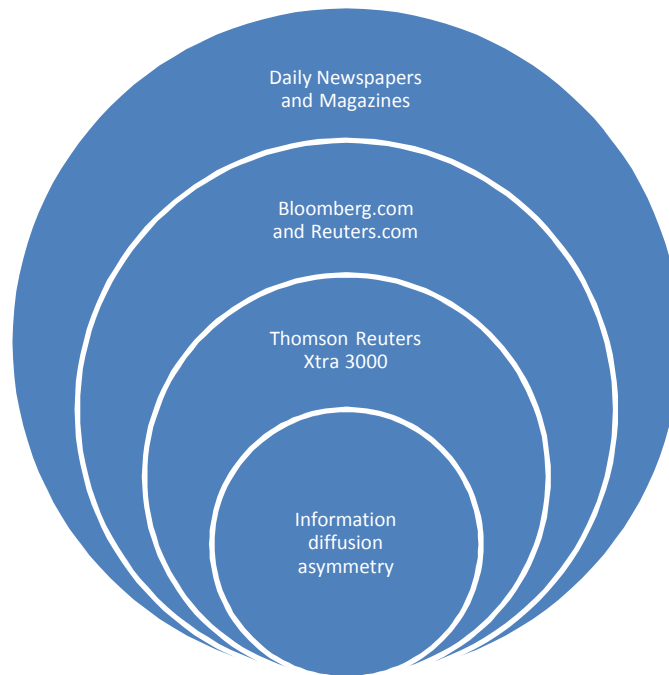 Daily Newspapers
and Magazines
Bloomberg.com
and Reuters.com
Thomson Reuters
Xtra 3000
Information
diffusion
asymmetry